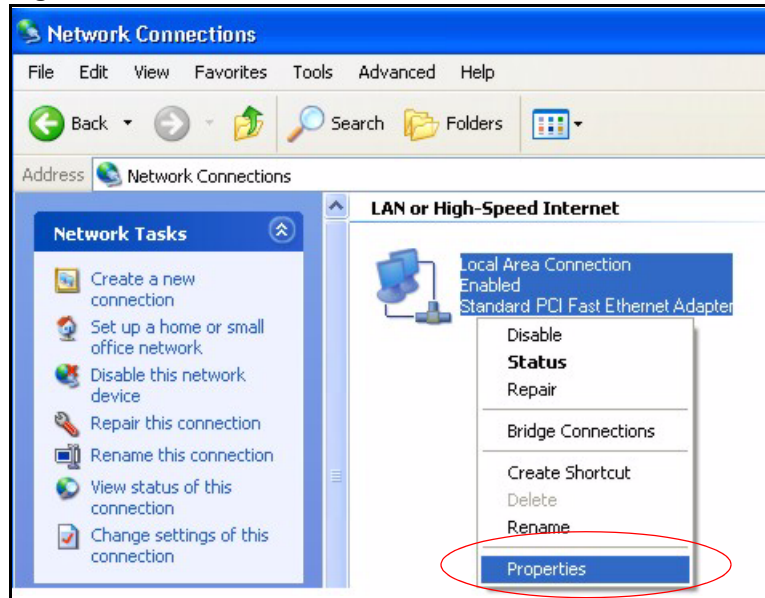 Network Connections
File Edit View Favorites Tools Advanced Help
Back Search Folders
Address Network Connections
Network Tasks
Create a new
connection
Set up a home or small
office network
Disable this network
device
Repair this connection
Rename this connection
View status of this
connection
Change settings of this
connection
LAN or High-Speed Internet
Local Area Connection
Enabled
Standard PCI Fast Ethernet Adapter
Disable
Status
Repair
Bridge Connections
Create Shortcut
Delete
Rename
Properties